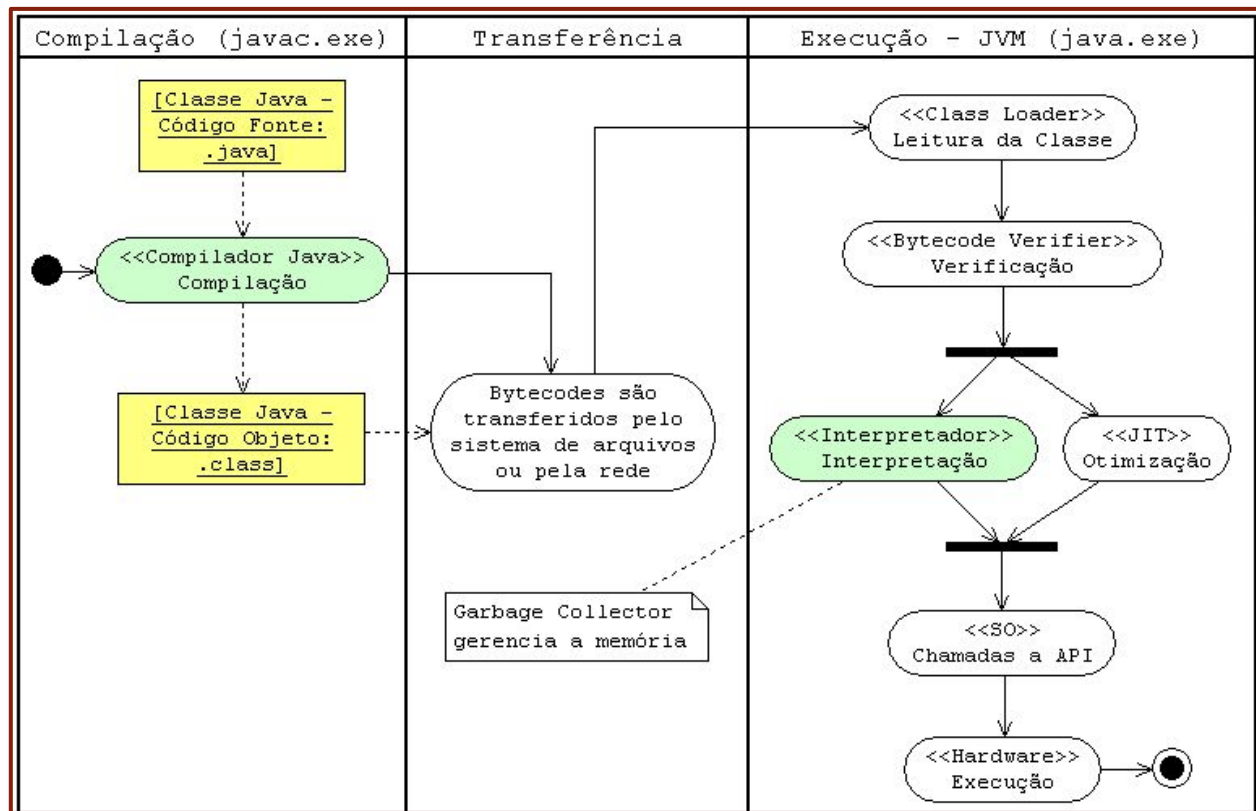 Compilação (javac.exe)
Transferência
Execução - JVM (java.exe)
[Classe Java -
Código Fonte:
.java]
<<Compilador Java>>
Compilação
[Classe Java -
Código Objeto:
.class]
Bytecodes são
transferidos pelo
sistema de arquivos
ou pela rede
Garbage Collector
gerencia a memória
<<Class Loader>>
Leitura da Classe
<<Bytecode Verifier>>
Verificação
<<Interpretador>>
Interpretação
<<JIT>>
Otimização
<<SO>>
Chamadas a API
<<Hardware>>
Execução